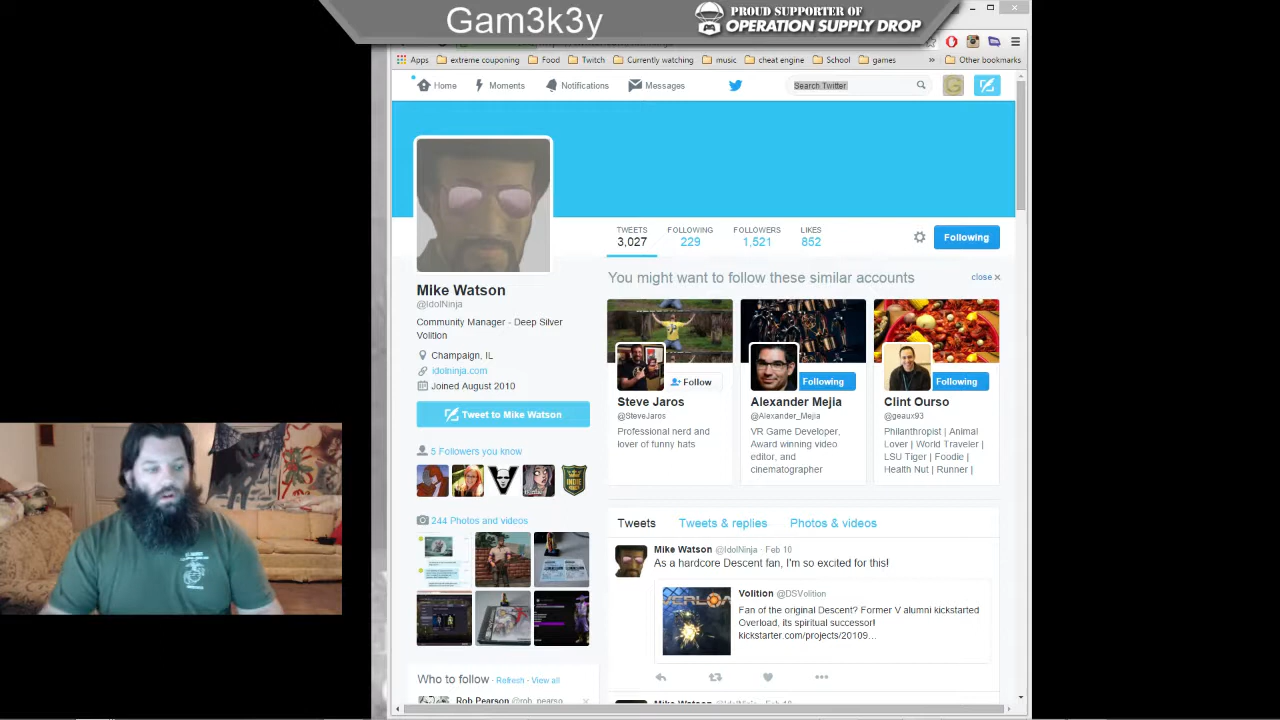 Gam3k3y
PROUD SUPPORTER OF
OPERATION SUPPLY DROP
Apps extreme couponing Food Twitch Currently watching music cheat engine School games » Other bookmarks
Home Moments Notifications Messages Search Twitter
TWEETS FOLLOWING FOLLOWERS LIKES
3,027 229 1,521 852
Following
You might want to follow these similar accounts close ×
Mike Watson
@IdolNinja
Community Manager - Deep Silver
Volition
Champaign, IL
idolninja.com
Joined August 2010
Tweet to Mike Watson
5 Followers you know
244 Photos and videos
Who to follow · Refresh · View all
Rob Pearson @rob_pearso
Follow
Steve Jaros
@SteveJaros
Professional nerd and
lover of funny hats
Following
Alexander Mejia
@Alexander_Mejia
VR Game Developer,
Award winning video
editor, and
cinematographer
Following
Clint Ourso
@geaux93
Philanthropist | Animal
Lover | World Traveler |
LSU Tiger | Foodie |
Health Nut | Runner |
Tweets Tweets & replies Photos & videos
Mike Watson @IdolNinja · Feb 10
As a hardcore Descent fan, I'm so excited for this!
Volition @DSVolition
Fan of the original Descent? Former V alumni kickstarted
Overload, its spiritual successor!
kickstarter.com/projects/20109...